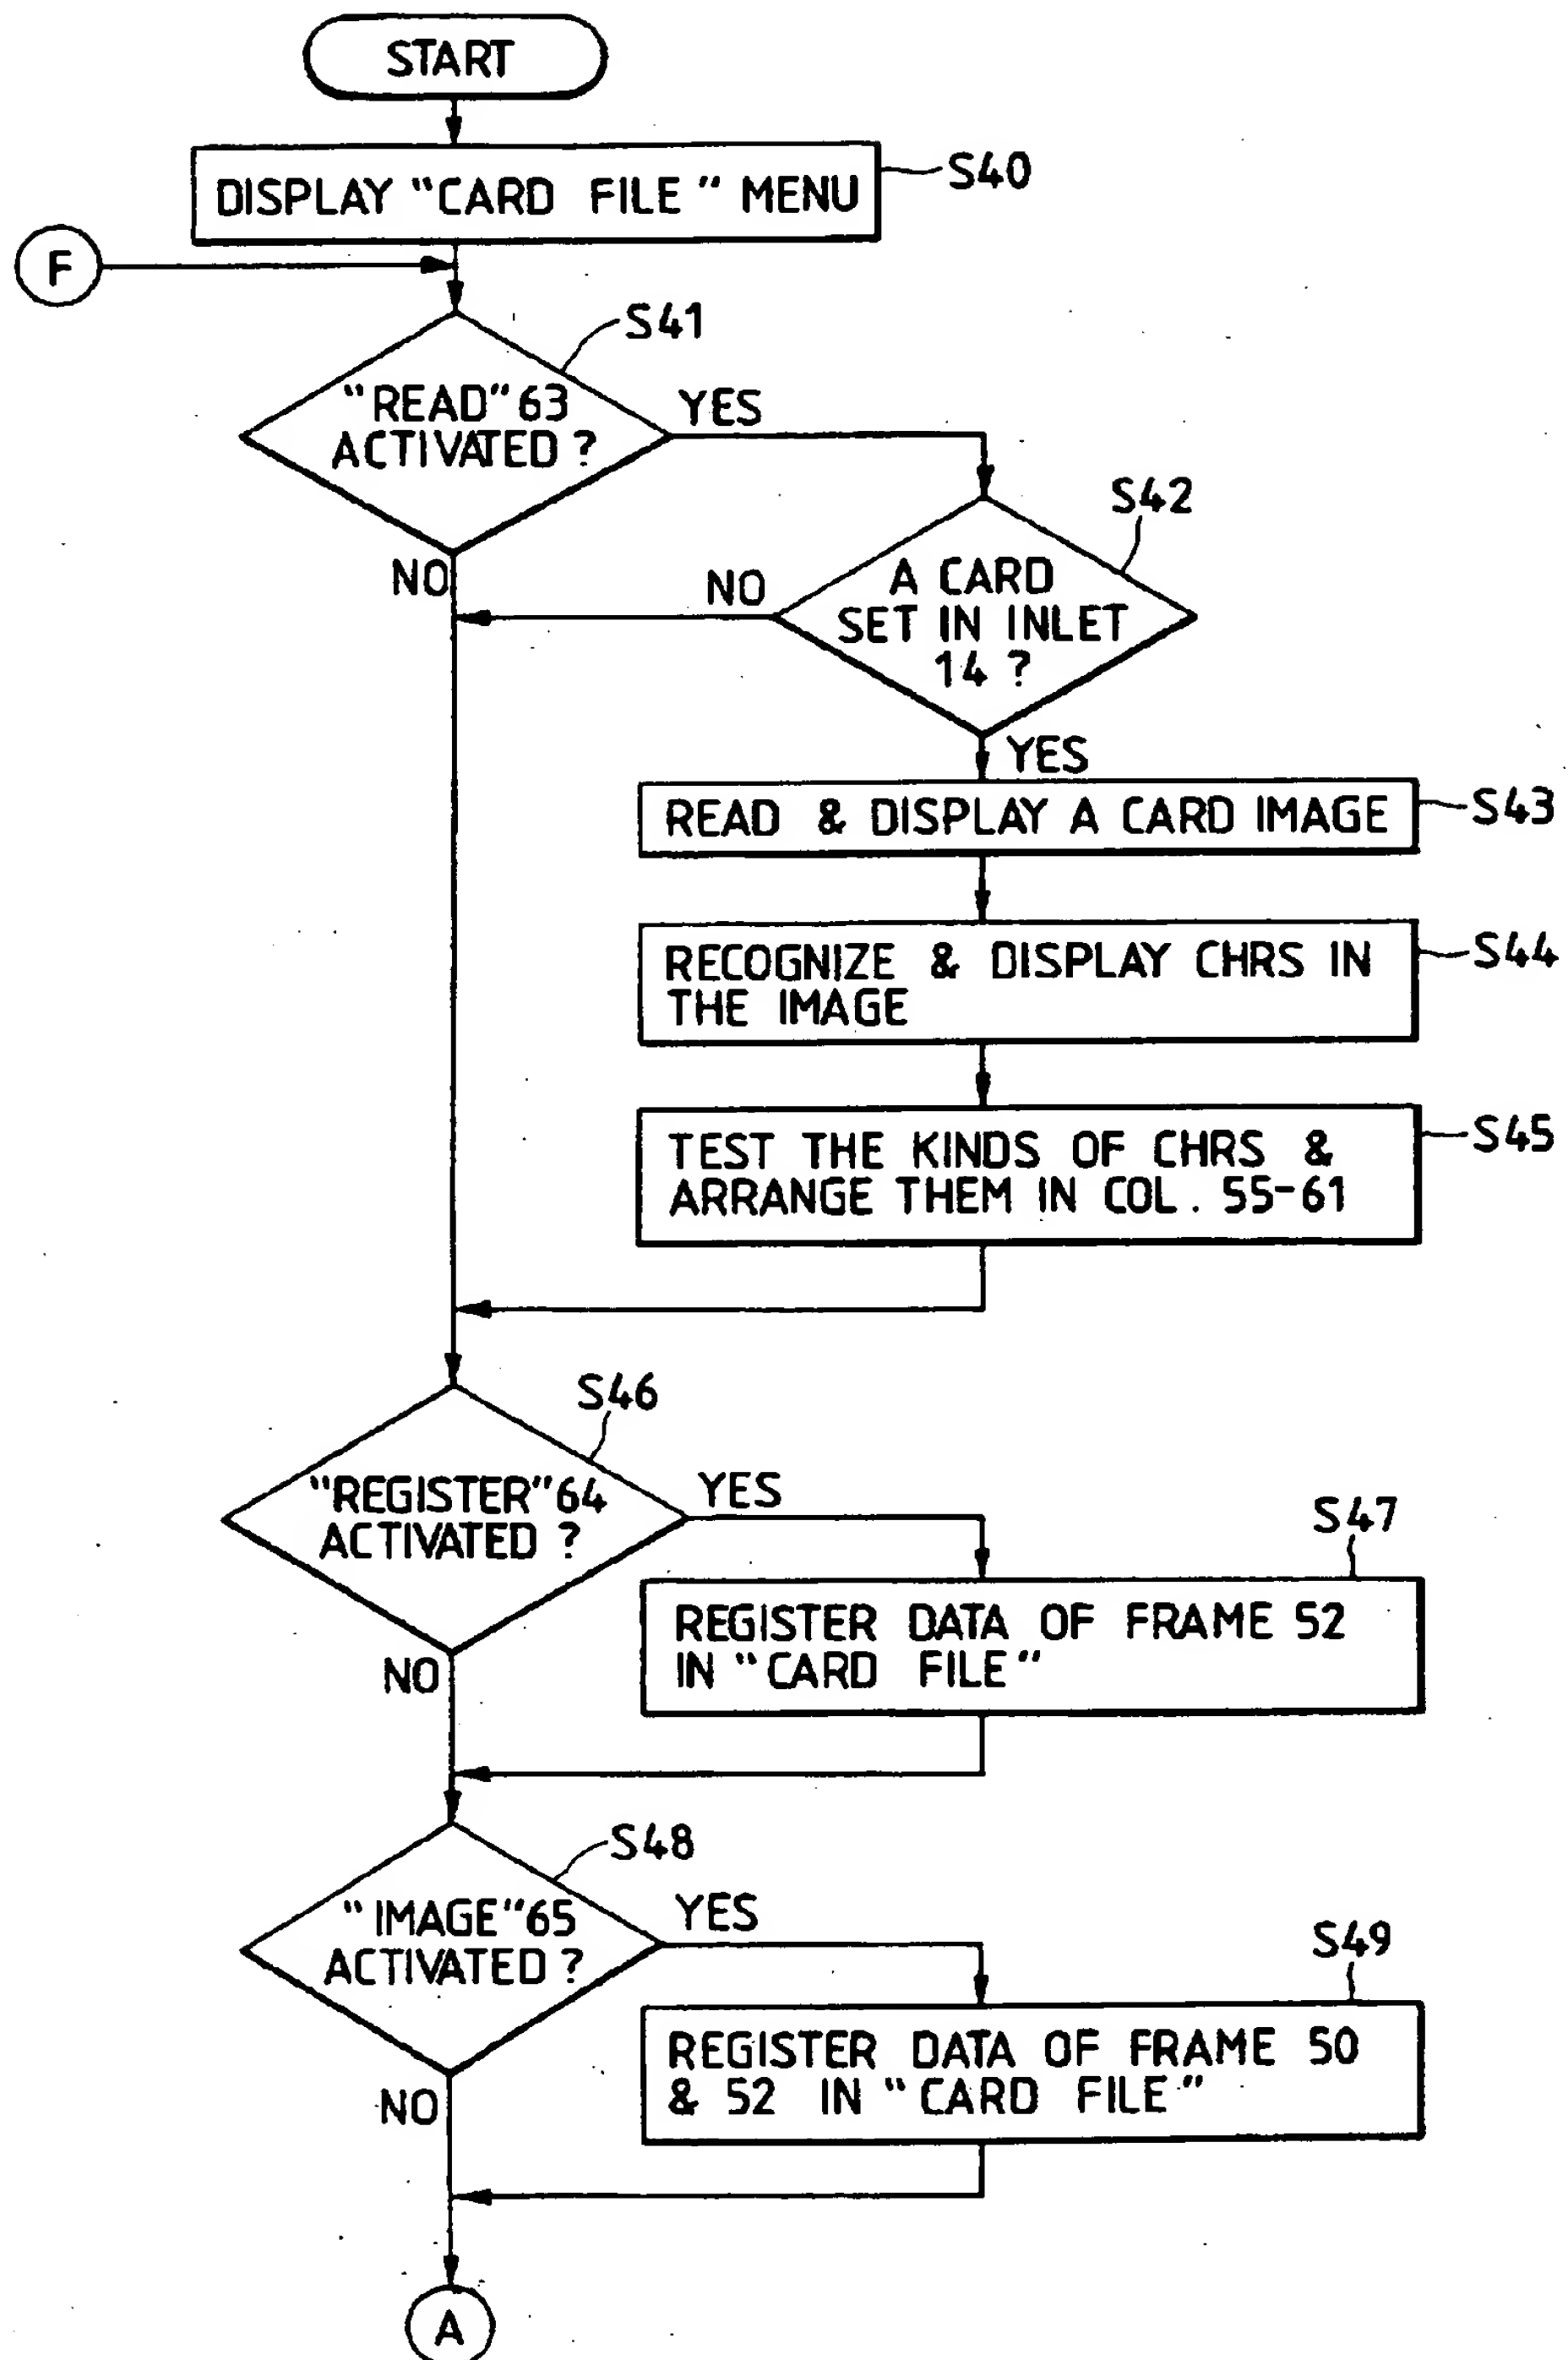 START
DISPLAY "CARD FILE" MENU
S40
F
S41
"READ" 63
ACTIVATED ?
YES
NO
S42
A CARD
SET IN INLET
14 ?
NO
YES
READ & DISPLAY A CARD IMAGE
S43
RECOGNIZE & DISPLAY CHRS IN
THE IMAGE
S44
TEST THE KINDS OF CHRS &
ARRANGE THEM IN COL. 55-61
S45
S46
"REGISTER" 64
ACTIVATED ?
YES
NO
S47
REGISTER DATA OF FRAME 52
IN "CARD FILE"
S48
"IMAGE" 65
ACTIVATED ?
YES
NO
S49
REGISTER DATA OF FRAME 50
& 52 IN "CARD FILE"
A